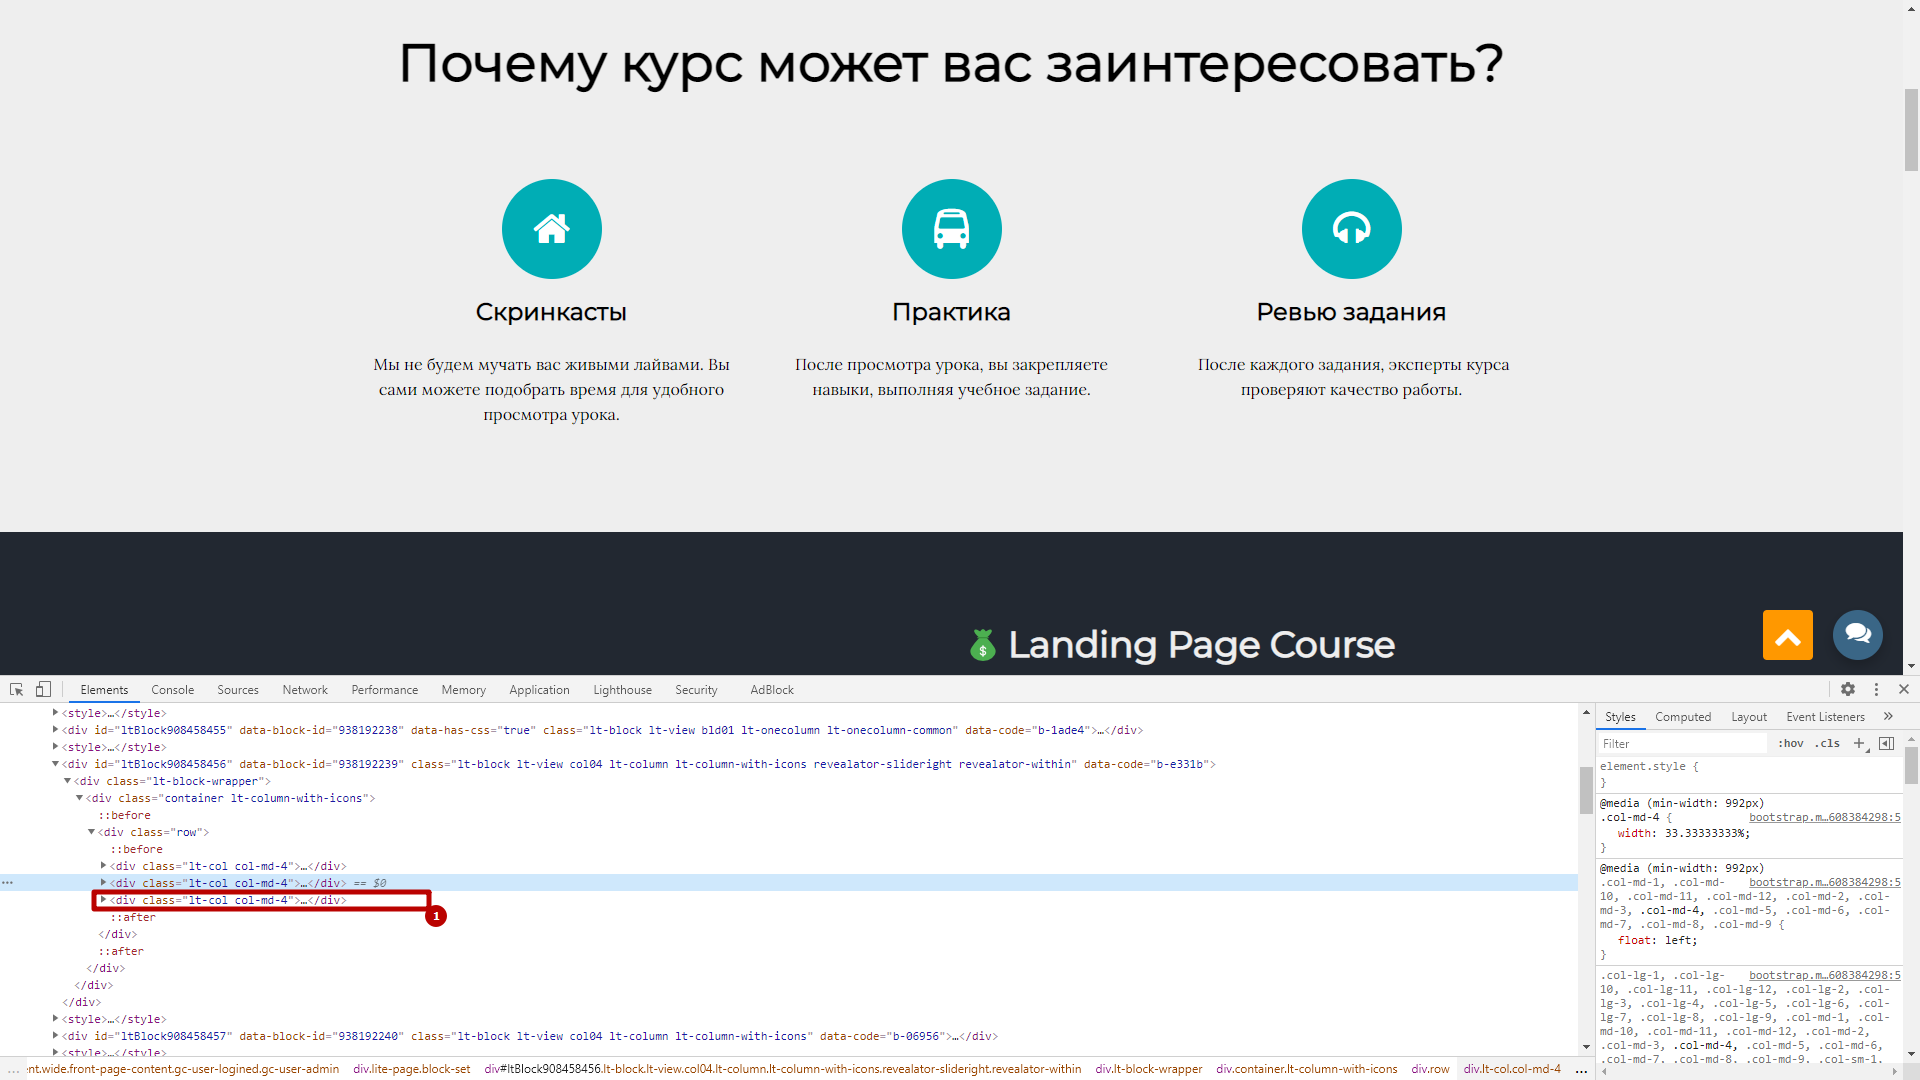 Почему курс может вас заинтересовать?
Скринкасты
Мы не будем мучать вас живыми лайвами. Вы
сами можете подобрать время для удобного
просмотра урока.
Практика
После просмотра урока, вы закрепляете
навыки, выполняя учебное задание.
Ревью задания
После каждого задания, эксперты курса
проверяют качество работы.
$ Landing Page Course
Elements Console Sources Network Performance Memory Application Lighthouse Security AdBlock
<style>…</style>
<div id="ltBlock908458455" data-block-id="938192238" data-has-css="true" class="lt-block lt-view bld01 lt-onecolumn lt-onecolumn-common" data-code="b-1ade4">…</div>
<style>…</style>
<div id="ltBlock908458456" data-block-id="938192239" class="lt-block lt-view col04 lt-column lt-column-with-icons revealator-slideright revealator-within" data-code="b-e331b">
<div class="lt-block-wrapper">
<div class="container lt-column-with-icons">
::before
<div class="row">
::before
<div class="lt-col col-md-4">…</div>
… <div class="lt-col col-md-4">…</div> == $0
<div class="lt-col col-md-4">…</div>
1
::after
</div>
::after
</div>
</div>
</div>
<style>…</style>
<div id="ltBlock908458457" data-block-id="938192240" class="lt-block lt-view col04 lt-column lt-column-with-icons" data-code="b-06956">…</div>
<style>…</style>
… ent.wide.front-page-content.gc-user-logined.gc-user-admin div.lite-page.block-set div#ltBlock908458456.lt-block.lt-view.col04.lt-column.lt-column-with-icons.revealator-slideright.revealator-within div.lt-block-wrapper div.container.lt-column-with-icons div.row div.lt-col.col-md-4 …
Styles Computed Layout Event Listeners »
Filter :hov .cls +
element.style {
}
@media (min-width: 992px)
.col-md-4 { bootstrap.m…608384298:5
width: 33.33333333%;
}
@media (min-width: 992px)
.col-md-1, .col-md- bootstrap.m…608384298:5
10, .col-md-11, .col-md-12, .col-md-2, .col-
md-3, .col-md-4, .col-md-5, .col-md-6, .col-
md-7, .col-md-8, .col-md-9 {
float: left;
}
.col-lg-1, .col-lg- bootstrap.m…608384298:5
10, .col-lg-11, .col-lg-12, .col-lg-2, .col-
lg-3, .col-lg-4, .col-lg-5, .col-lg-6, .col-
lg-7, .col-lg-8, .col-lg-9, .col-md-1, .col-
md-10, .col-md-11, .col-md-12, .col-md-2,
.col-md-3, .col-md-4, .col-md-5, .col-md-6,
.col-md-7, .col-md-8, .col-md-9, .col-sm-1,